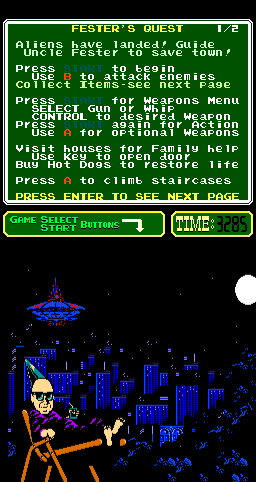 FESTER'S QUEST 1/2
Aliens have landed! Guide
Uncle Fester to save town!
Press START to begin
Use B to attack enemies
Collect Items-see next page
Press START for Weapons Menu
SELECT Gun or Whip
CONTROL to desired Weapon
Press START again for Action
Use A for optional Weapons
Visit houses for Family help
Use Key to open door
Buy Hot Dogs to restore life
Press A to climb staircases
PRESS ENTER TO SEE NEXT PAGE
GAME SELECT
START BUTTONS
TIME: 3285